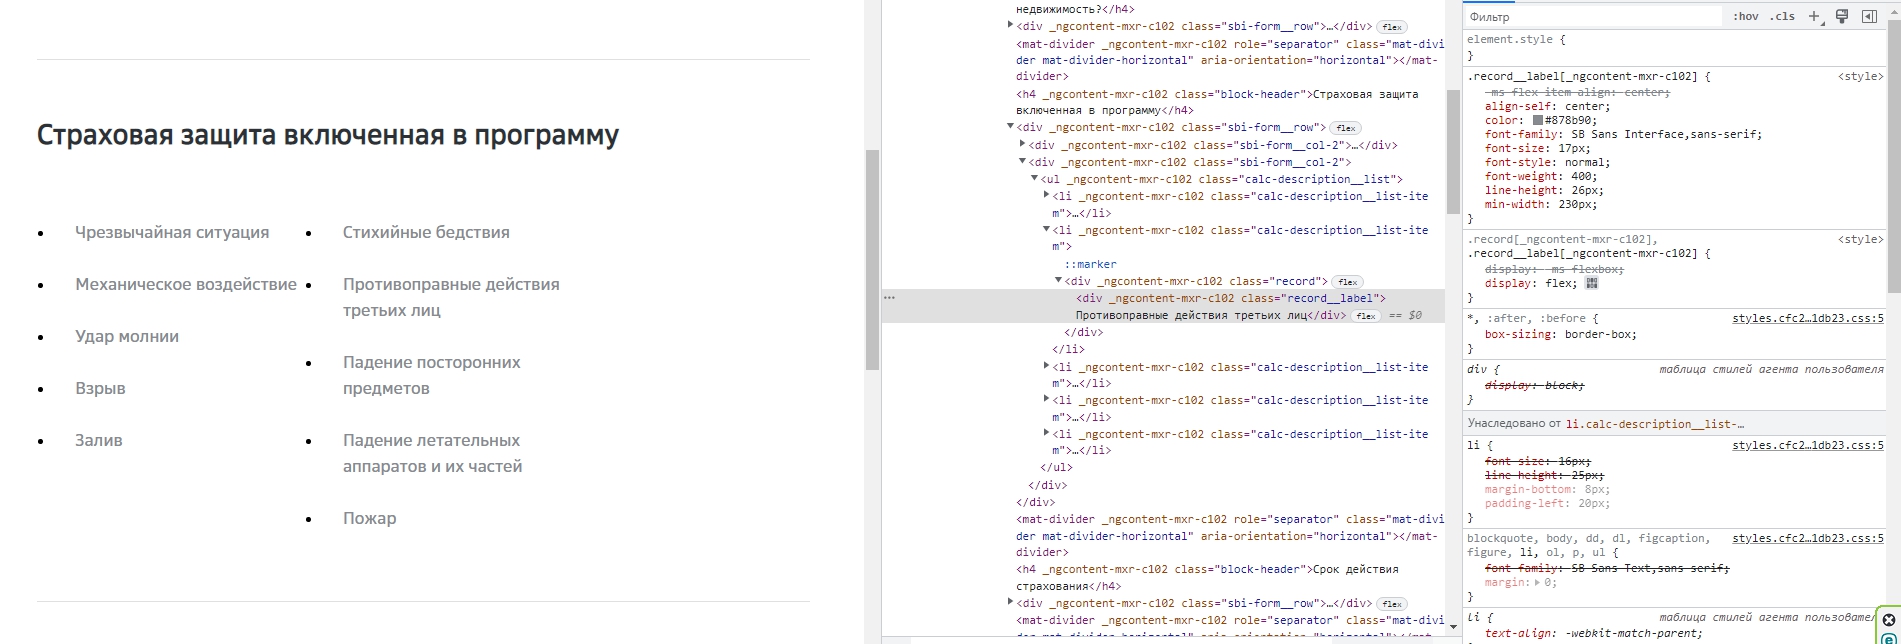 Страховая защита включенная в программу
Чрезвычайная ситуация
Механическое воздействие
Удар молнии
Взрыв
Залив
Стихийные бедствия
Противоправные действия
третьих лиц
Падение посторонних
предметов
Падение летательных
аппаратов и их частей
Пожар
недвижимость?</h4>
<div _ngcontent-mxr-c102 class="sbi-form__row">…</div> flex
<mat-divider _ngcontent-mxr-c102 role="separator" class="mat-divi
der mat-divider-horizontal" aria-orientation="horizontal"></mat-
divider>
<h4 _ngcontent-mxr-c102 class="block-header">Страховая защита
включенная в программу</h4>
<div _ngcontent-mxr-c102 class="sbi-form__row"> flex
<div _ngcontent-mxr-c102 class="sbi-form__col-2">…</div>
<div _ngcontent-mxr-c102 class="sbi-form__col-2">
<ul _ngcontent-mxr-c102 class="calc-description__list">
<li _ngcontent-mxr-c102 class="calc-description__list-ite
m">…</li>
<li _ngcontent-mxr-c102 class="calc-description__list-ite
m">
::marker
<div _ngcontent-mxr-c102 class="record"> flex
… <div _ngcontent-mxr-c102 class="record__label">
Противоправные действия третьих лиц</div> flex == $0
</div>
</li>
<li _ngcontent-mxr-c102 class="calc-description__list-ite
m">…</li>
<li _ngcontent-mxr-c102 class="calc-description__list-ite
m">…</li>
<li _ngcontent-mxr-c102 class="calc-description__list-ite
m">…</li>
</ul>
</div>
</div>
<mat-divider _ngcontent-mxr-c102 role="separator" class="mat-divi
der mat-divider-horizontal" aria-orientation="horizontal"></mat-
divider>
<h4 _ngcontent-mxr-c102 class="block-header">Срок действия
страхования</h4>
<div _ngcontent-mxr-c102 class="sbi-form__row">…</div> flex
<mat-divider _ngcontent-mxr-c102 role="separator" class="mat-divi
der mat-divider-horizontal" aria-orientation="horizontal"></mat-
Фильтр :hov .cls +
element.style {
}
.record__label[_ngcontent-mxr-c102] { <style>
-ms-flex-item-align: center;
align-self: center;
color: #878b90;
font-family: SB Sans Interface,sans-serif;
font-size: 17px;
font-style: normal;
font-weight: 400;
line-height: 26px;
min-width: 230px;
}
.record[_ngcontent-mxr-c102], <style>
.record__label[_ngcontent-mxr-c102] {
display: -ms-flexbox;
display: flex;
}
*, :after, :before { styles.cfc2…1db23.css:5
box-sizing: border-box;
}
div { таблица стилей агента пользователя
display: block;
}
Унаследовано от li.calc-description__list-…
li { styles.cfc2…1db23.css:5
font-size: 16px;
line-height: 25px;
margin-bottom: 8px;
padding-left: 20px;
}
blockquote, body, dd, dl, figcaption, styles.cfc2…1db23.css:5
figure, li, ol, p, ul {
font-family: SB Sans Text,sans-serif;
margin: 0;
}
li { таблица стилей агента пользовате
text-align: -webkit-match-parent;